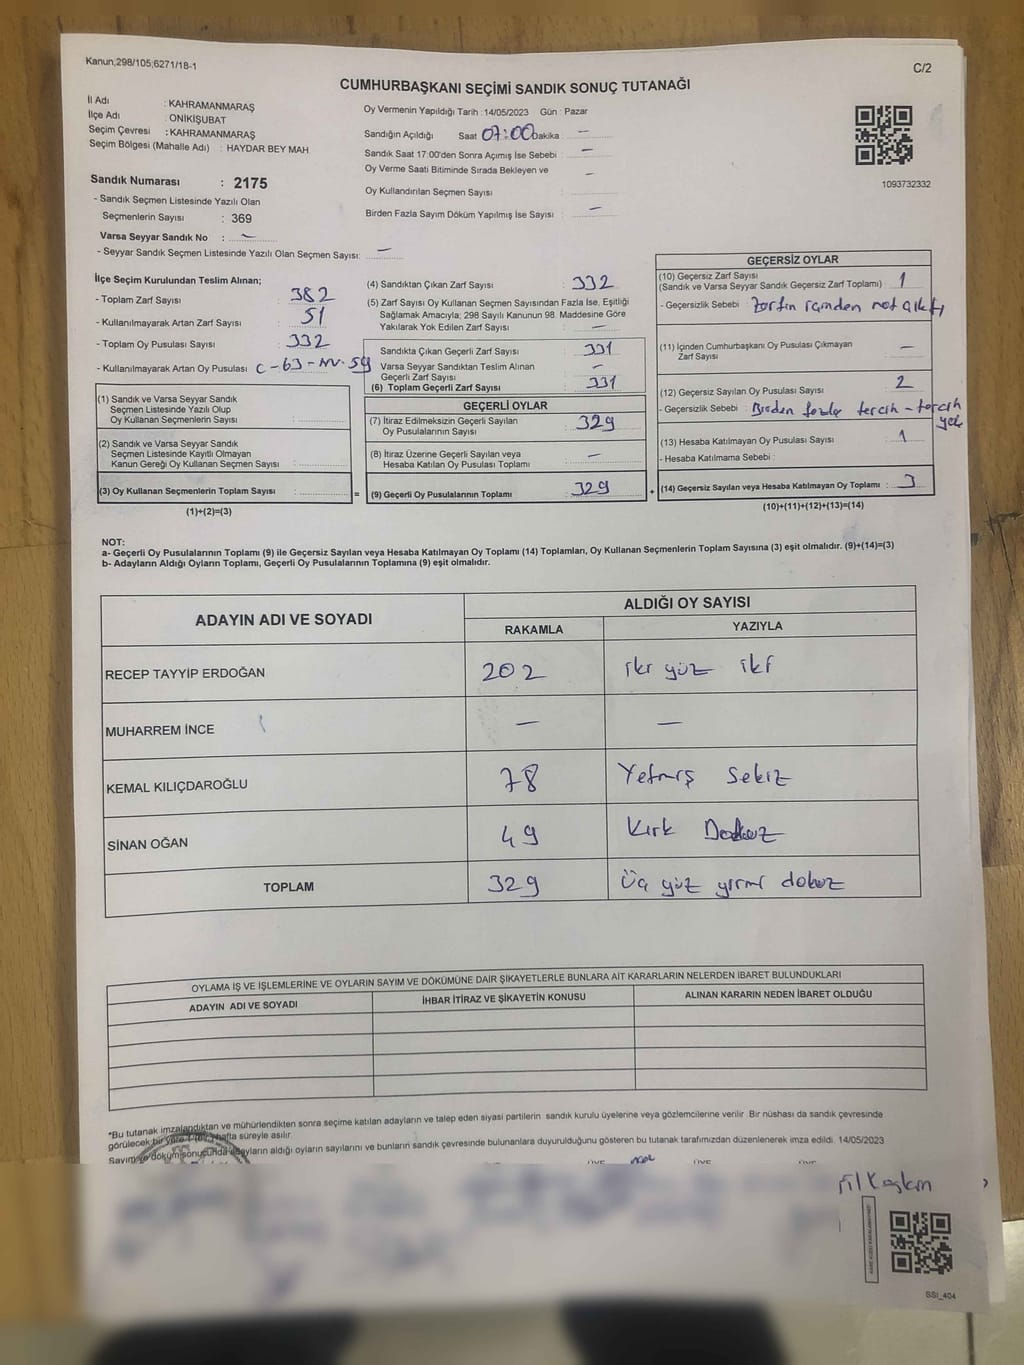 Kanun,298/105;6271/18-1
C/2
CUMHURBAŞKANI SEÇİMİ SANDIK SONUÇ TUTANAĞI
İl Adı : KAHRAMANMARAŞ
İlçe Adı : ONİKİŞUBAT
Seçim Çevresi : KAHRAMANMARAŞ
Seçim Bölgesi (Mahalle Adı) : HAYDAR BEY MAH.
Sandık Numarası : 2175
- Sandık Seçmen Listesinde Yazılı Olan
Seçmenlerin Sayısı : 369
Varsa Seyyar Sandık No : —
- Seyyar Sandık Seçmen Listesinde Yazılı Olan Seçmen Sayısı: —
Oy Vermenin Yapıldığı Tarih :14/05/2023 Gün : Pazar
Sandığın Açıldığı Saat 07:00 Dakika : —
Sandık Saat 17:00'den Sonra Açımış İse Sebebi : —
Oy Verme Saati Bitiminde Sırada Bekleyen ve —
Oy Kullandırılan Seçmen Sayısı :
Birden Fazla Sayım Döküm Yapılmış İse Sayısı : —
1093732332
İlçe Seçim Kurulundan Teslim Alınan;
- Toplam Zarf Sayısı : 382
- Kullanılmayarak Artan Zarf Sayısı : 51
- Toplam Oy Pusulası Sayısı : 332
- Kullanılmayarak Artan Oy Pusulası C-63-NV-59
(1) Sandık ve Varsa Seyyar Sandık
Seçmen Listesinde Yazılı Olup
Oy Kullanan Seçmenlerin Sayısı :
(2) Sandık ve Varsa Seyyar Sandık
Seçmen Listesinde Kayıtlı Olmayan
Kanun Gereği Oy Kullanan Seçmen Sayısı :
(3) Oy Kullanan Seçmenlerin Toplam Sayısı : =
(1)+(2)=(3)
(4) Sandıktan Çıkan Zarf Sayısı : 332
(5) Zarf Sayısı Oy Kullanan Seçmen Sayısından Fazla İse, Eşitliği
Sağlamak Amacıyla; 298 Sayılı Kanunun 98. Maddesine Göre
Yakılarak Yok Edilen Zarf Sayısı : —
Sandıkta Çıkan Geçerli Zarf Sayısı : 331
Varsa Seyyar Sandıktan Teslim Alınan
Geçerli Zarf Sayısı : —
(6) Toplam Geçerli Zarf Sayısı : 331
GEÇERLİ OYLAR
(7) İtiraz Edilmeksizin Geçerli Sayılan
Oy Pusulalarının Sayısı : 329
(8) İtiraz Üzerine Geçerli Sayılan veya
Hesaba Katılan Oy Pusulası Toplamı : —
(9) Geçerli Oy Pusulalarının Toplamı : 329 +
GEÇERSİZ OYLAR
(10) Geçersiz Zarf Sayısı
(Sandık ve Varsa Seyyar Sandık Geçersiz Zarf Toplamı) : 1
- Geçersizlik Sebebi : Zarfın içinden not çıktı
(11) İçinden Cumhurbaşkanı Oy Pusulası Çıkmayan
Zarf Sayısı : —
(12) Geçersiz Sayılan Oy Pusulası Sayısı : 2
- Geçersizlik Sebebi : Birden fazla tercih - tercih
yok
(13) Hesaba Katılmayan Oy Pusulası Sayısı : 1
- Hesaba Katılmama Sebebi :
(14) Geçersiz Sayılan veya Hesaba Katılmayan Oy Toplamı : 3
(10)+(11)+(12)+(13)=(14)
NOT:
a- Geçerli Oy Pusulalarının Toplamı (9) ile Geçersiz Sayılan veya Hesaba Katılmayan Oy Toplamı (14) Toplamları, Oy Kullanan Seçmenlerin Toplam Sayısına (3) eşit olmalıdır. (9)+(14)=(3)
b- Adayların Aldığı Oyların Toplamı, Geçerli Oy Pusulalarının Toplamına (9) eşit olmalıdır.
ADAYIN ADI VE SOYADI
ALDIĞI OY SAYISI
RAKAMLA YAZIYLA
RECEP TAYYİP ERDOĞAN 202 iki yüz iki
MUHARREM İNCE — —
KEMAL KILIÇDAROĞLU 78 Yetmiş Sekiz
SİNAN OĞAN 49 Kırk Dokuz
TOPLAM 329 Üç yüz yirmi dokuz
OYLAMA İŞ VE İŞLEMLERİNE VE OYLARIN SAYIM VE DÖKÜMÜNE DAİR ŞİKAYETLERLE BUNLARA AİT KARARLARIN NELERDEN İBARET BULUNDUKLARI
ADAYIN ADI VE SOYADI
İHBAR İTİRAZ VE ŞİKAYETİN KONUSU
ALINAN KARARIN NEDEN İBARET OLDUĞU
*Bu tutanak imzalandıktan ve mühürlendikten sonra seçime katılan adayların ve talep eden siyasi partilerin sandık kurulu üyelerine veya gözlemcilerine verilir. Bir nüshası da sandık çevresinde
görülecek bir yere 1 (bir) hafta süreyle asılır.
Sayım ve döküm sonucunda adayların aldığı oyların sayılarını ve bunların sandık çevresinde bulunanlara duyurulduğunu gösteren bu tutanak tarafımızdan düzenlenerek imza edildi. 14/05/2023
SSI_404